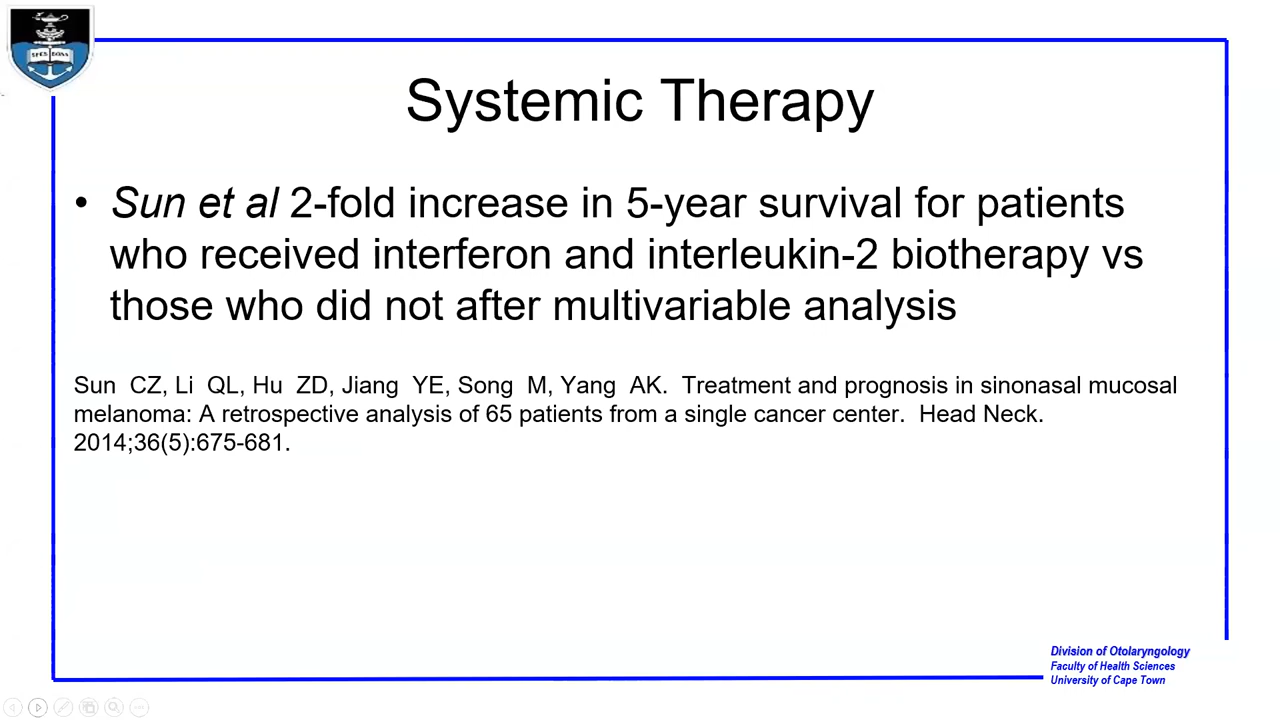 SPES BONA
Systemic Therapy
• Sun et al 2-fold increase in 5-year survival for patients
who received interferon and interleukin-2 biotherapy vs
those who did not after multivariable analysis
Sun CZ, Li QL, Hu ZD, Jiang YE, Song M, Yang AK. Treatment and prognosis in sinonasal mucosal
melanoma: A retrospective analysis of 65 patients from a single cancer center. Head Neck.
2014;36(5):675-681.
Division of Otolaryngology
Faculty of Health Sciences
University of Cape Town